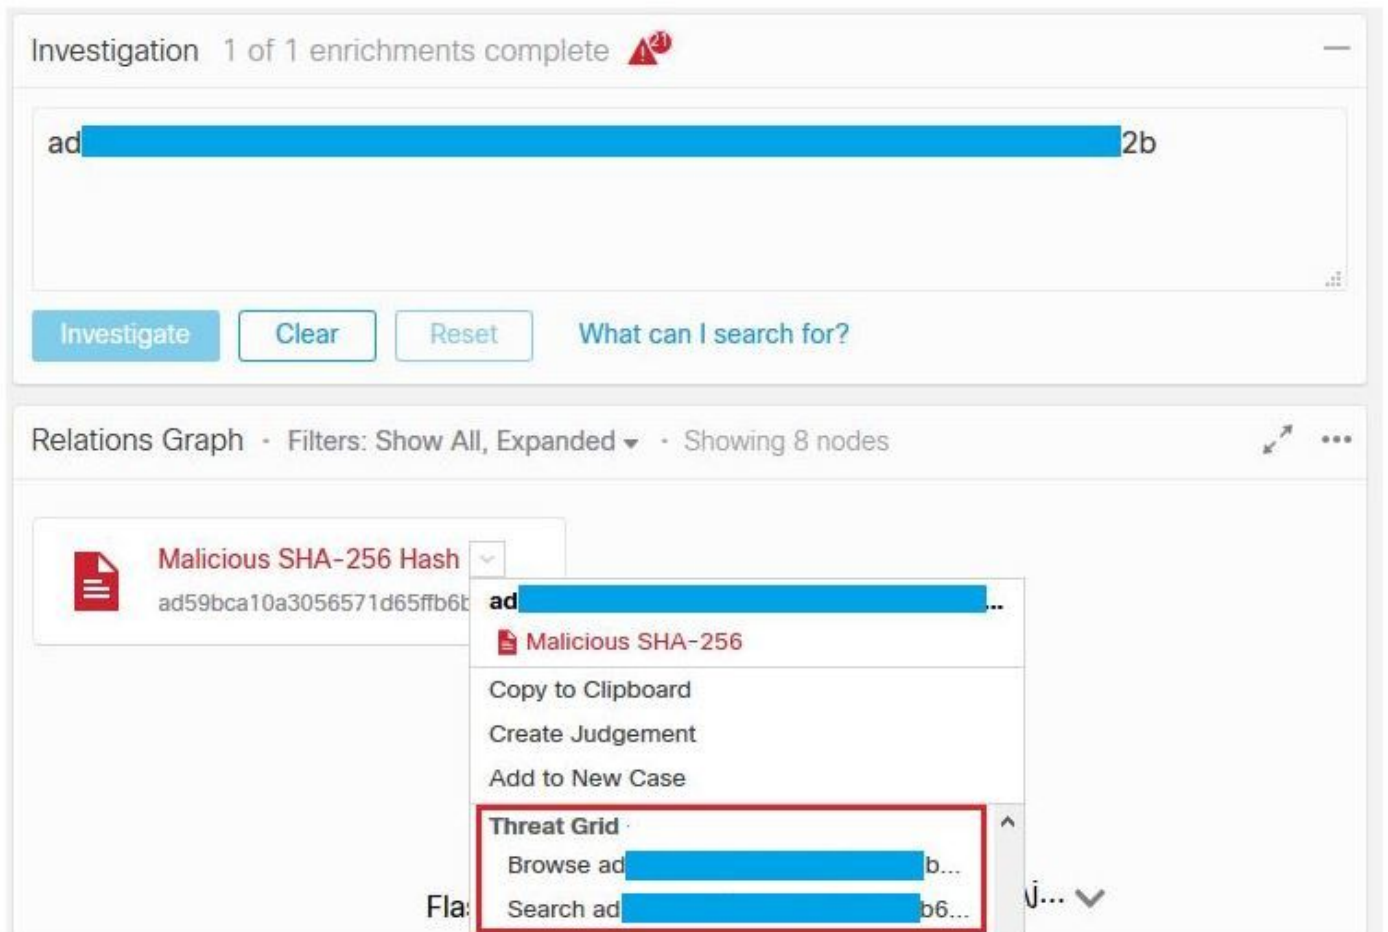 Investigation 1 of 1 enrichments complete 21
ad 2b
Investigate Clear Reset What can I search for?
Relations Graph · Filters: Show All, Expanded · Showing 8 nodes
Malicious SHA-256 Hash
ad59bca10a3056571d65ffb6b
ad ...
Malicious SHA-256
Copy to Clipboard
Create Judgement
Add to New Case
Threat Grid
Browse ad b...
Search ad b6...
Fla